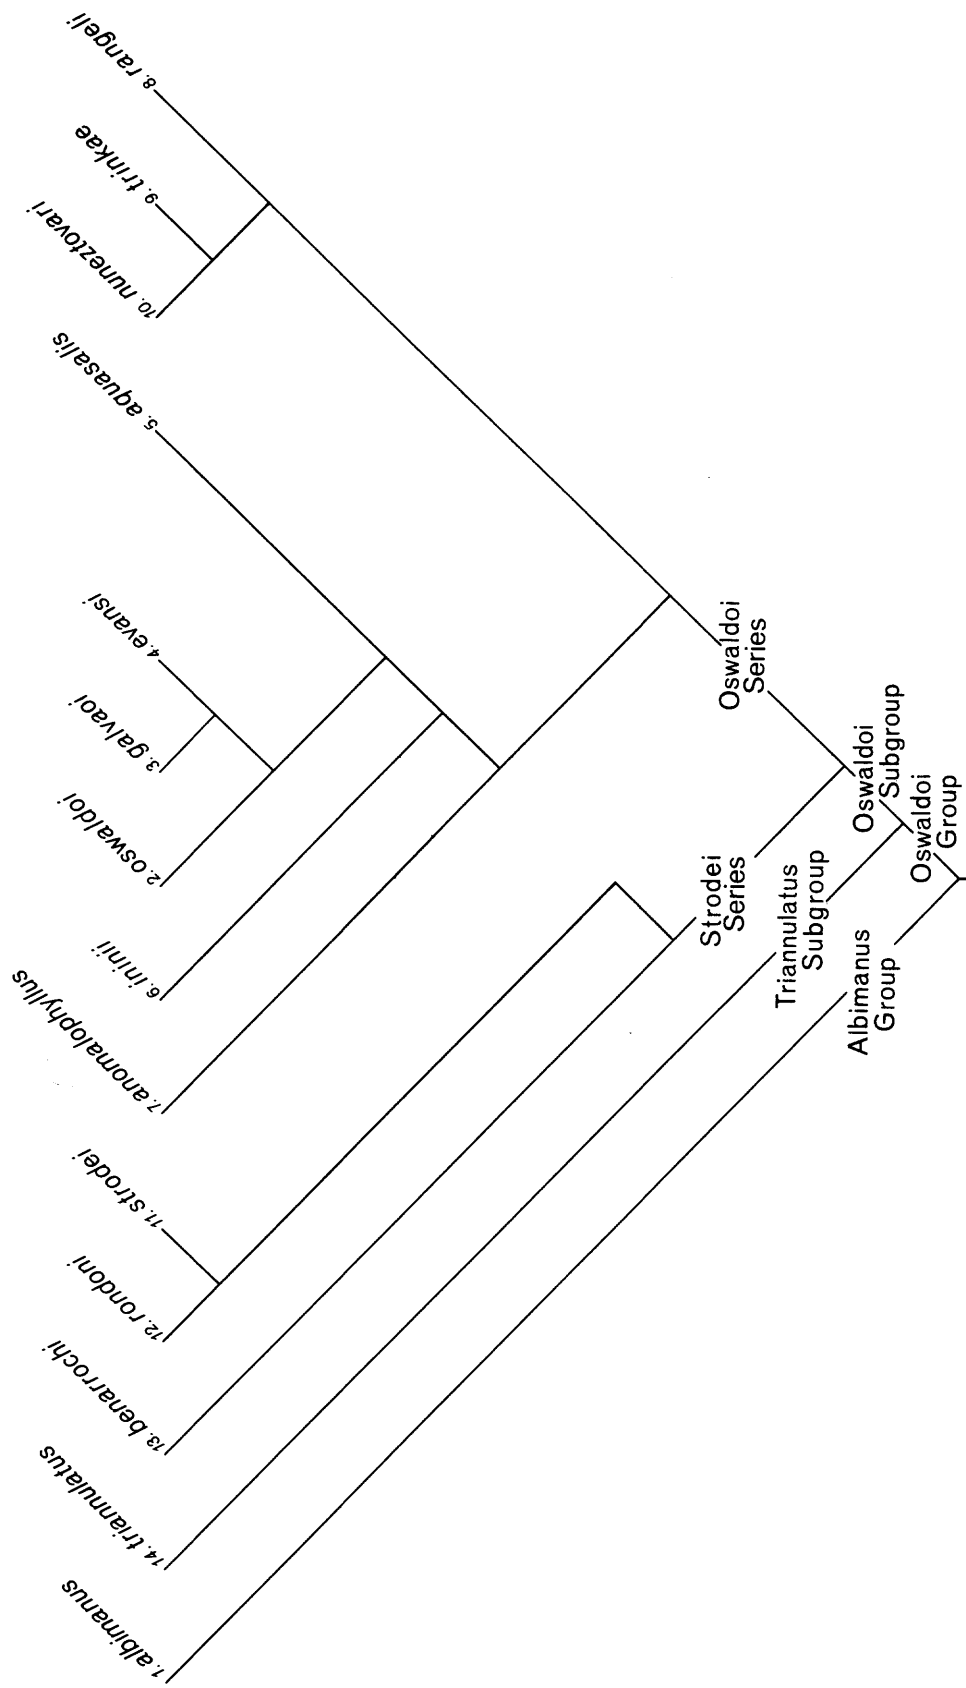 8. rangeli
9. trinkae
10. nuneztovari
5. aquasalis
4. evansi
3. galvaoi
2. oswaldoi
6. ininii
7. anomalophyllus
11. strodei
12. rondoni
13. benarrochi
14. triannulatus
1. albimanus
Oswaldoi
Series
Oswaldoi
Subgroup
Oswaldoi
Group
Strodei
Series
Triannulatus
Subgroup
Albimanus
Group